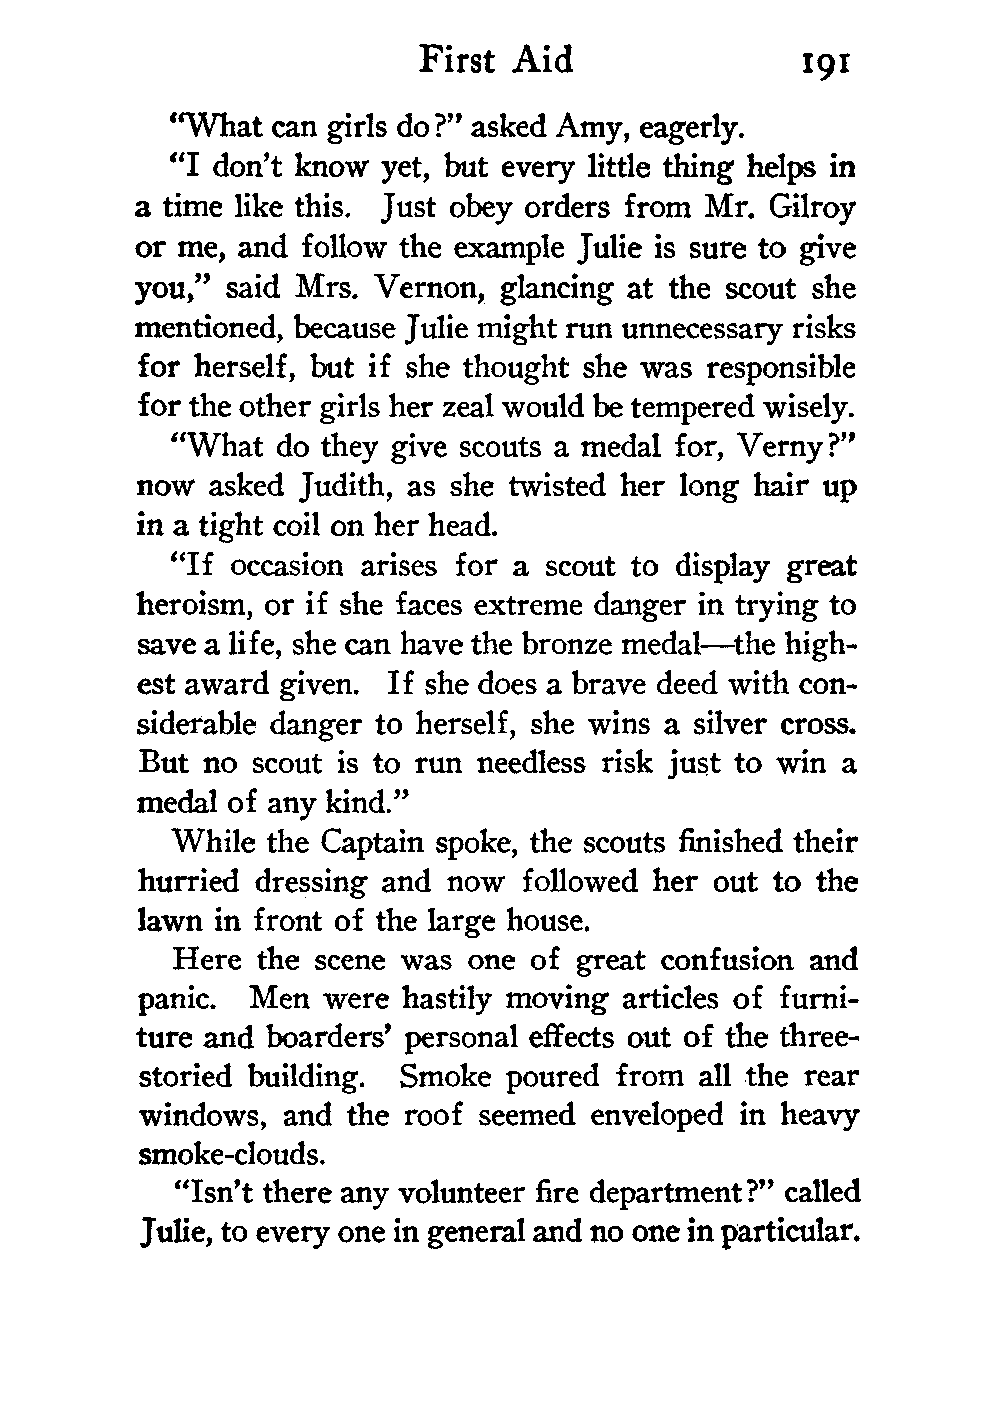 First Aid 191
“What can girls do?” asked Amy, eagerly.
“I don’t know yet, but every little thing helps in
a time like this. Just obey orders from Mr. Gilroy
or me, and follow the example Julie is sure to give
you,” said Mrs. Vernon, glancing at the scout she
mentioned, because Julie might run unnecessary risks
for herself, but if she thought she was responsible
for the other girls her zeal would be tempered wisely.
“What do they give scouts a medal for, Verny?”
now asked Judith, as she twisted her long hair up
in a tight coil on her head.
“If occasion arises for a scout to display great
heroism, or if she faces extreme danger in trying to
save a life, she can have the bronze medal—the high-
est award given. If she does a brave deed with con-
siderable danger to herself, she wins a silver cross.
But no scout is to run needless risk just to win a
medal of any kind.”
While the Captain spoke, the scouts finished their
hurried dressing and now followed her out to the
lawn in front of the large house.
Here the scene was one of great confusion and
panic. Men were hastily moving articles of furni-
ture and boarders’ personal effects out of the three-
storied building. Smoke poured from all the rear
windows, and the roof seemed enveloped in heavy
smoke-clouds.
“Isn’t there any volunteer fire department?” called
Julie, to every one in general and no one in particular.